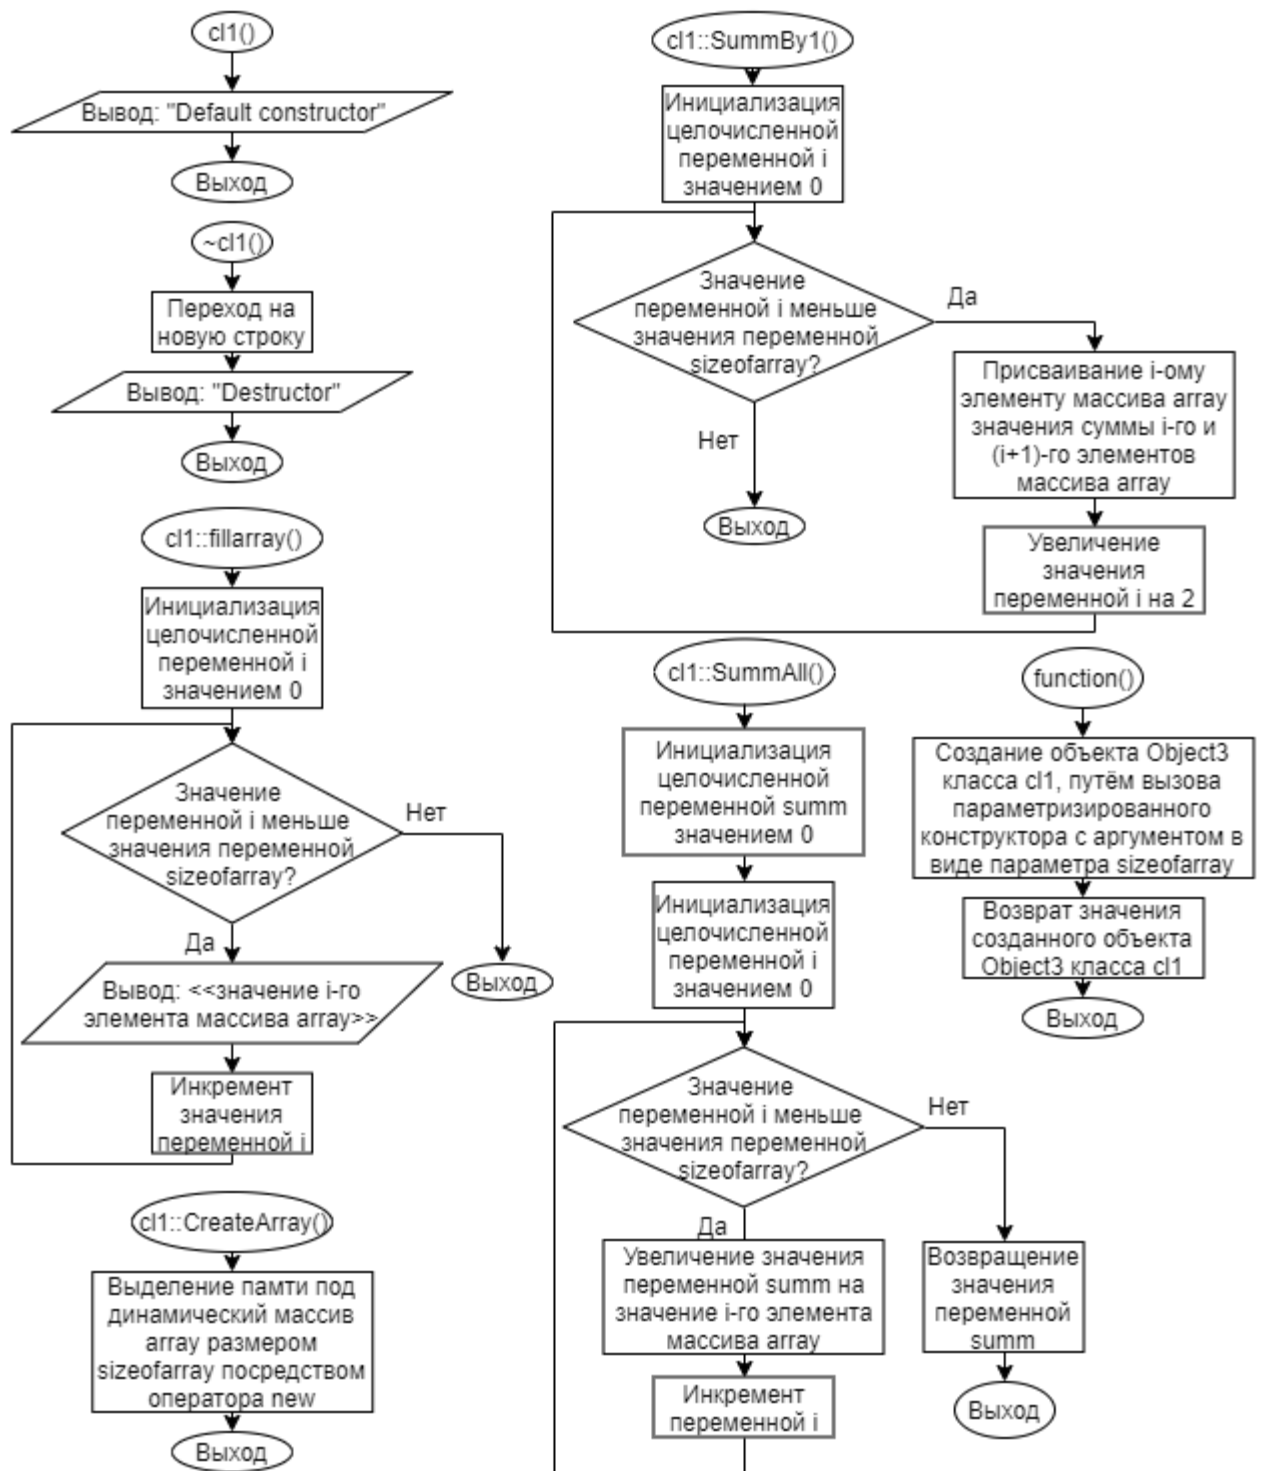 cl1()
Вывод: "Default constructor"
Выход
~cl1()
Переход на
новую строку
Вывод: "Destructor"
Выход
cl1::fillarray()
Инициализация
целочисленной
переменной i
значением 0
Значение
переменной i меньше
значения переменной
sizeofarray?
Нет
Да
Выход
Вывод: <<значение i-го
элемента массива array>>
Инкремент
значения
переменной i
cl1::CreateArray()
Выделение памти под
динамический массив
array размером
sizeofarray посредством
оператора new
Выход
cl1::SummBy1()
Инициализация
целочисленной
переменной i
значением 0
Значение
переменной i меньше
значения переменной
sizeofarray?
Да
Нет
Выход
Присваивание i-ому
элементу массива array
значения суммы i-го и
(i+1)-го элементов
массива array
Увеличение
значения
переменной i на 2
cl1::SummAll()
Инициализация
целочисленной
переменной summ
значением 0
Инициализация
целочисленной
переменной i
значением 0
Значение
переменной i меньше
значения переменной
sizeofarray?
Нет
Да
Увеличение значения
переменной summ на
значение i-го элемента
массива array
Инкремент
переменной i
Возвращение
значения
переменной
summ
Выход
function()
Создание объекта Object3
класса cl1, путём вызова
параметризированного
конструктора с аргументом в
виде параметра sizeofarray
Возврат значения
созданного объекта
Object3 класса cl1
Выход